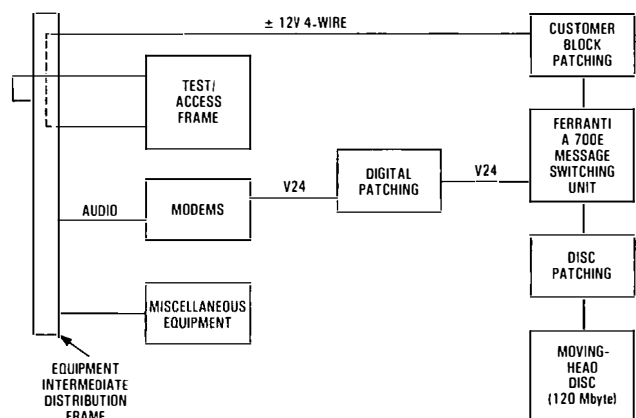 ± 12V 4-WIRE
CUSTOMER
BLOCK
PATCHING
TEST/
ACCESS
FRAME
FERRANTI
A 700E
MESSAGE
SWITCHING
UNIT
DIGITAL
PATCHING
V24
V24
AUDIO
MODEMS
DISC
PATCHING
MISCELLANEOUS
EQUIPMENT
MOVING-
HEAD
DISC
(120 Mbyte)
EQUIPMENT
INTERMEDIATE
DISTRIBUTION
FRAME